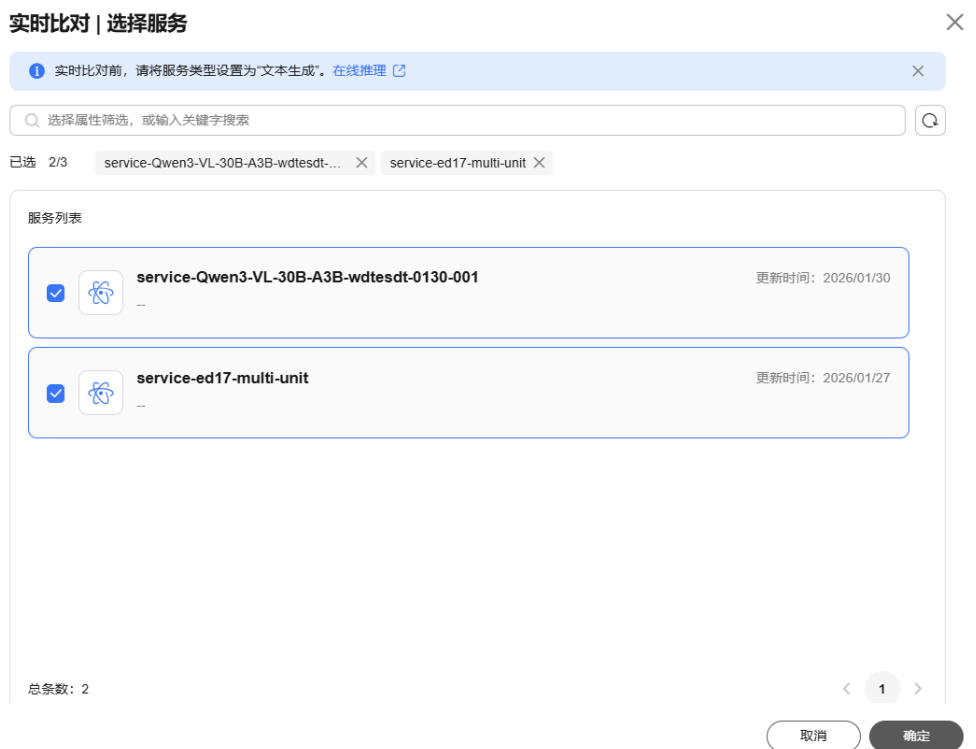 实时比对 | 选择服务
实时比对前，请将服务类型设置为“文本生成”。在线推理
选择属性筛选，或输入关键字搜索
已选 2/3 service-Qwen3-VL-30B-A3B-wdtesdt-... service-ed17-multi-unit
服务列表
service-Qwen3-VL-30B-A3B-wdtesdt-0130-001 更新时间：2026/01/30
--
service-ed17-multi-unit 更新时间：2026/01/27
--
总条数：2 1
取消 确定